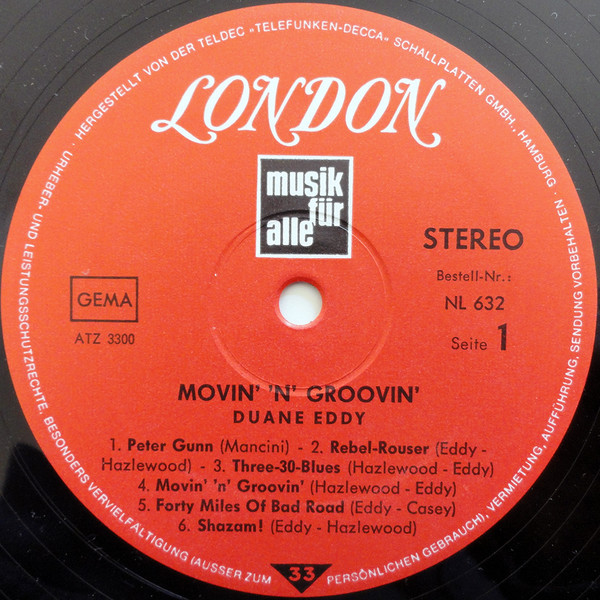 · HERGESTELLT VON DER TELDEC »TELEFUNKEN-DECCA« SCHALLPLATTEN GMBH., HAMBURG ·
LONDON
musik
für
alle
STEREO
Bestell-Nr.:
NL 632
Seite 1
GEMA
ATZ 3300
MOVIN' 'N' GROOVIN'
DUANE EDDY
1. Peter Gunn (Mancini) - 2. Rebel-Rouser (Eddy -
Hazlewood) - 3. Three-30-Blues (Hazlewood - Eddy)
4. Movin' 'n' Groovin' (Hazlewood - Eddy)
5. Forty Miles Of Bad Road (Eddy - Casey)
6. Shazam! (Eddy - Hazlewood)
33
URHEBER- UND LEISTUNGSSCHUTZRECHTE, BESONDERS VERVIELFÄLTIGUNG (AUSSER ZUM PERSÖNLICHEN GEBRAUCH), VERMIETUNG, AUFFÜHRUNG, SENDUNG VORBEHALTEN